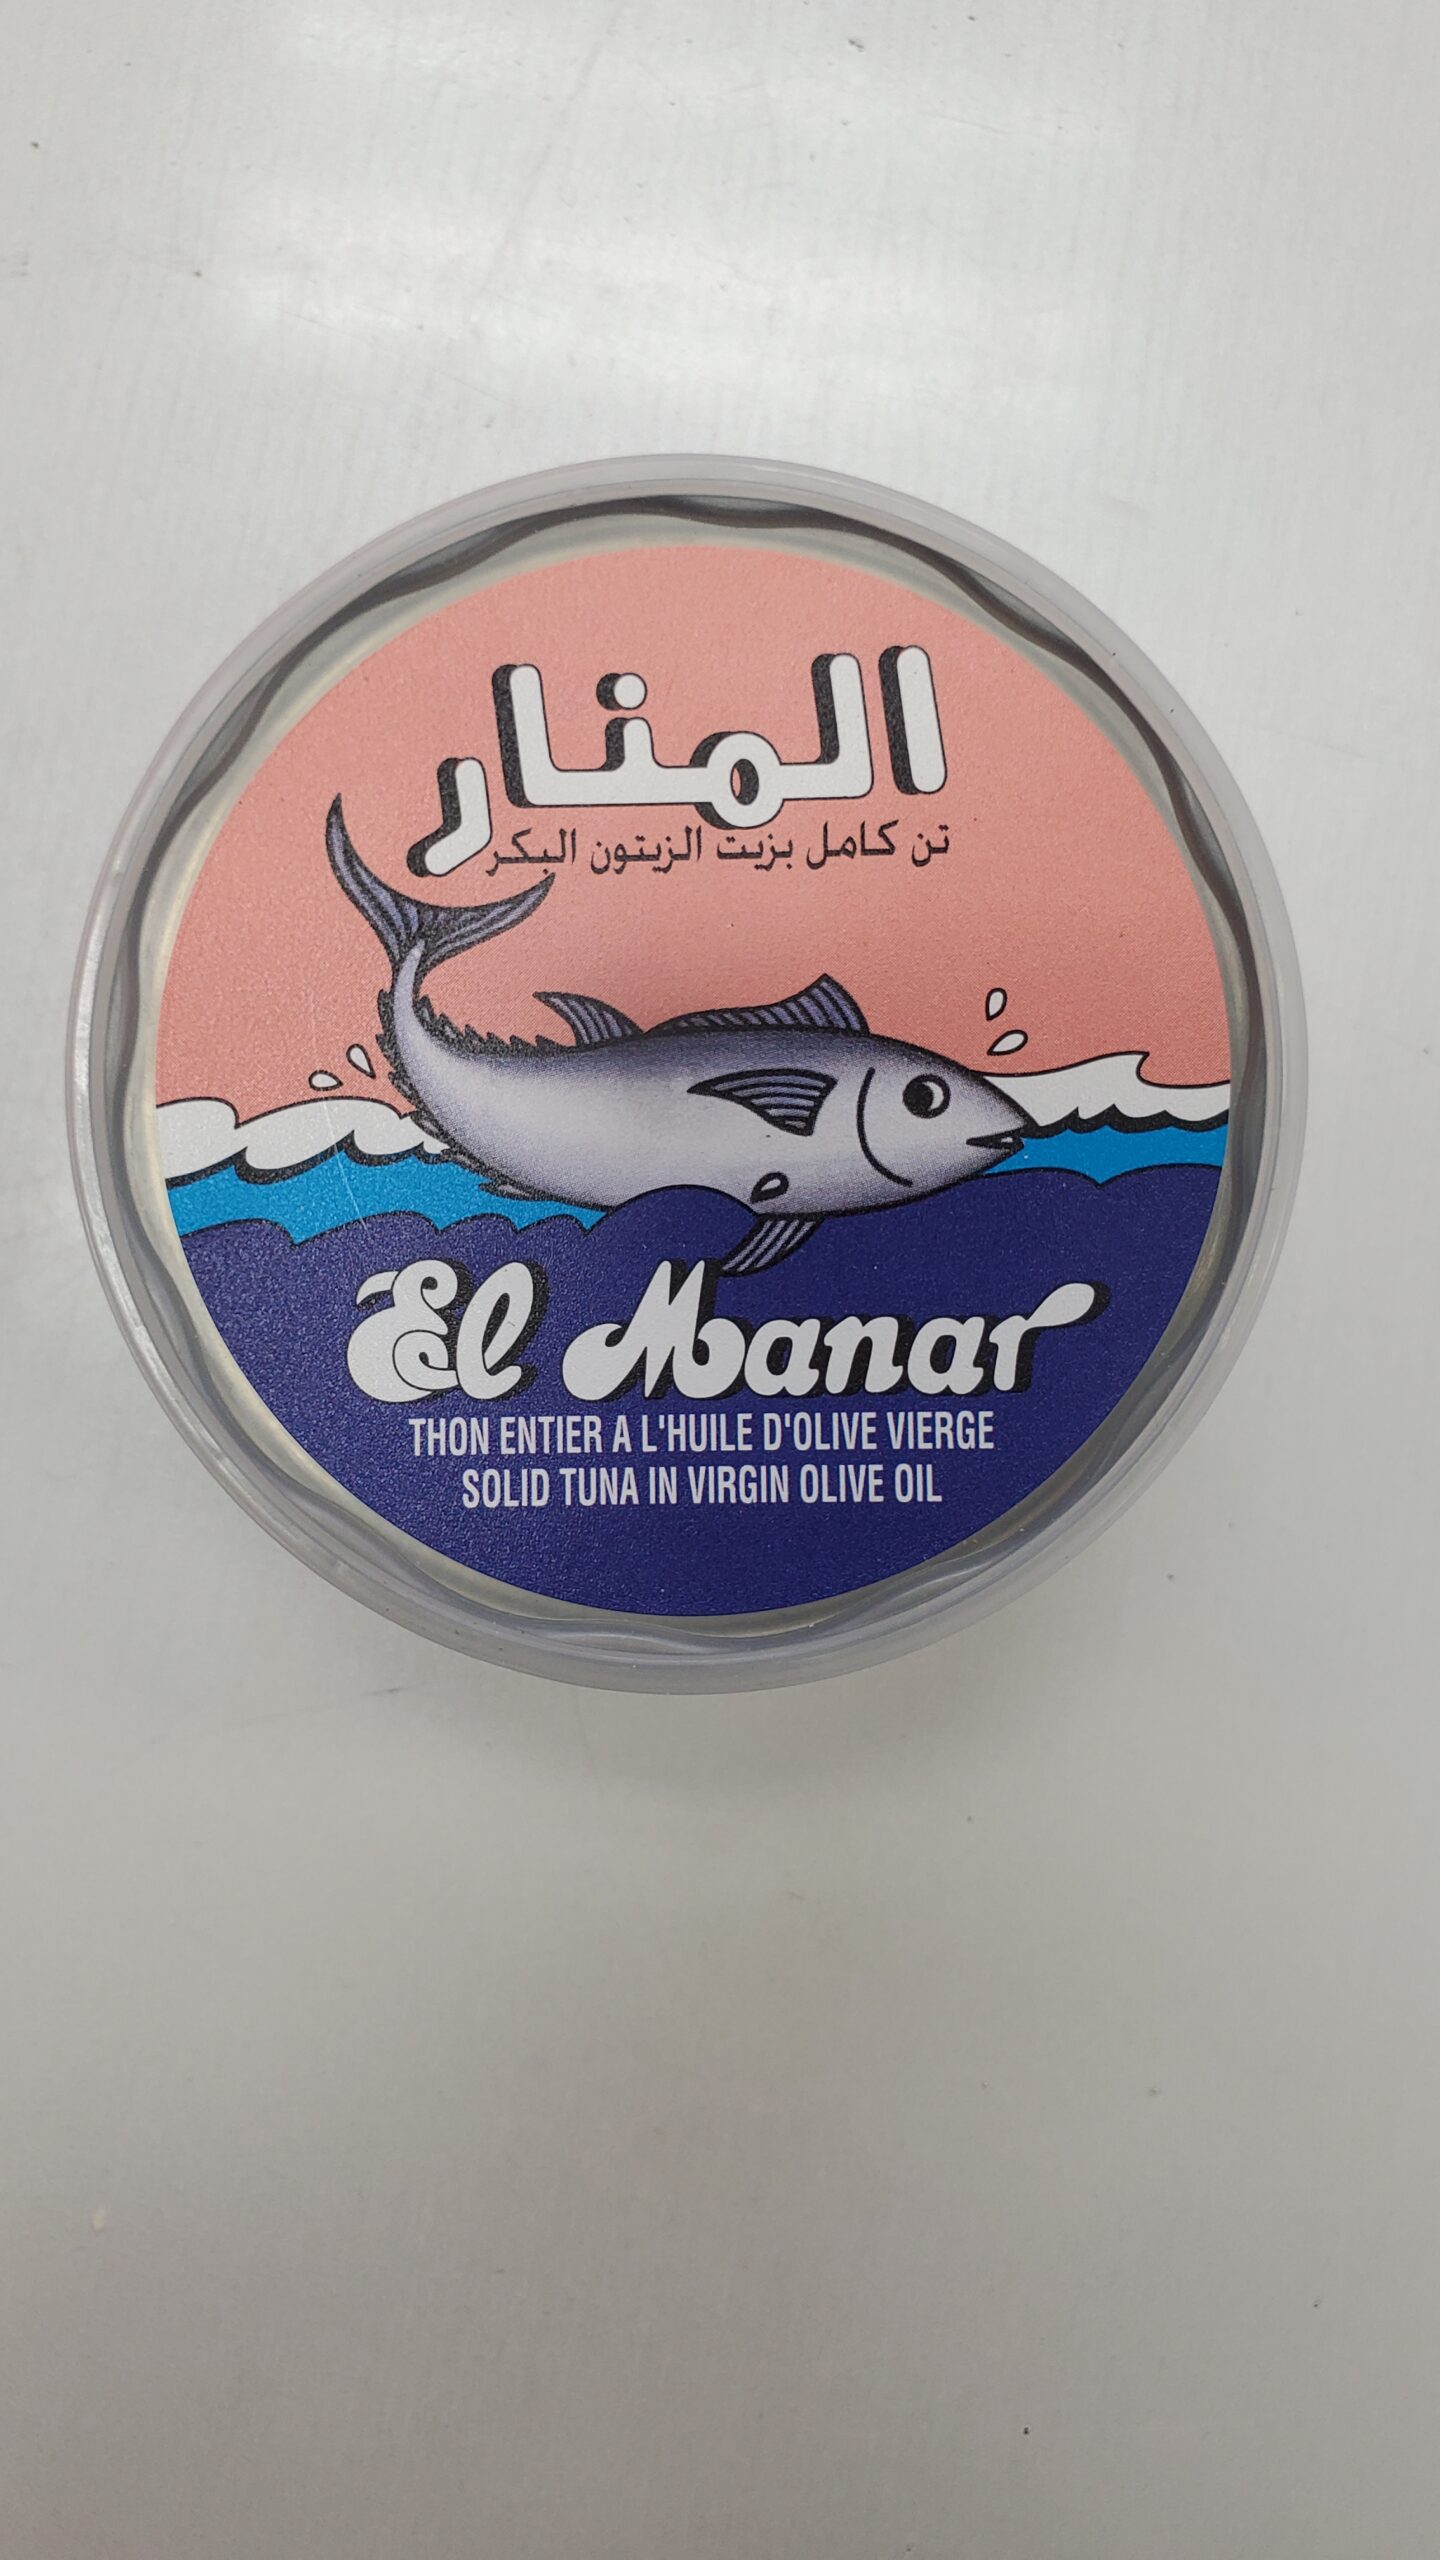 المنار
تن كامل بزيت الزيتون البكر
El Manar
THON ENTIER A L'HUILE D'OLIVE VIERGE
SOLID TUNA IN VIRGIN OLIVE OIL